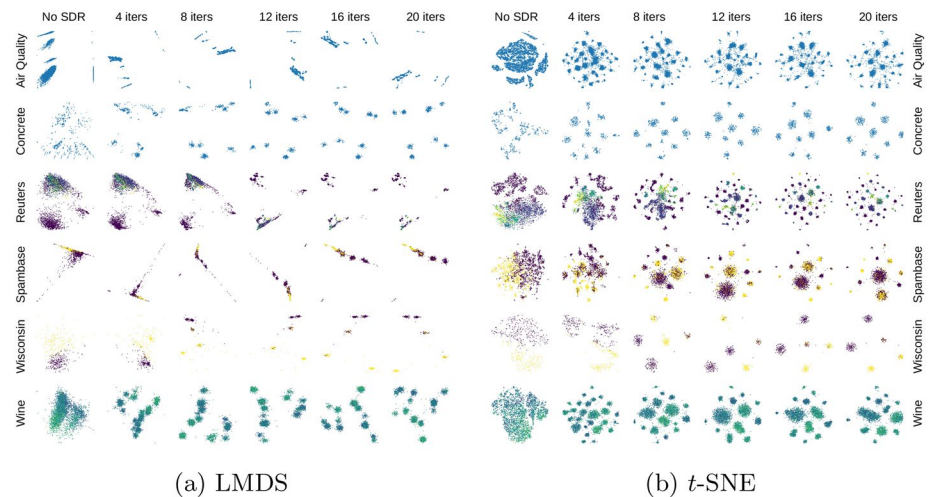 No SDR 4 iters 8 iters 12 iters 16 iters 20 iters
No SDR 4 iters 8 iters 12 iters 16 iters 20 iters
Air Quality
Concrete
Reuters
Spambase
Wisconsin
Wine
Air Quality
Concrete
Reuters
Spambase
Wisconsin
Wine
(a) LMDS
(b) t-SNE